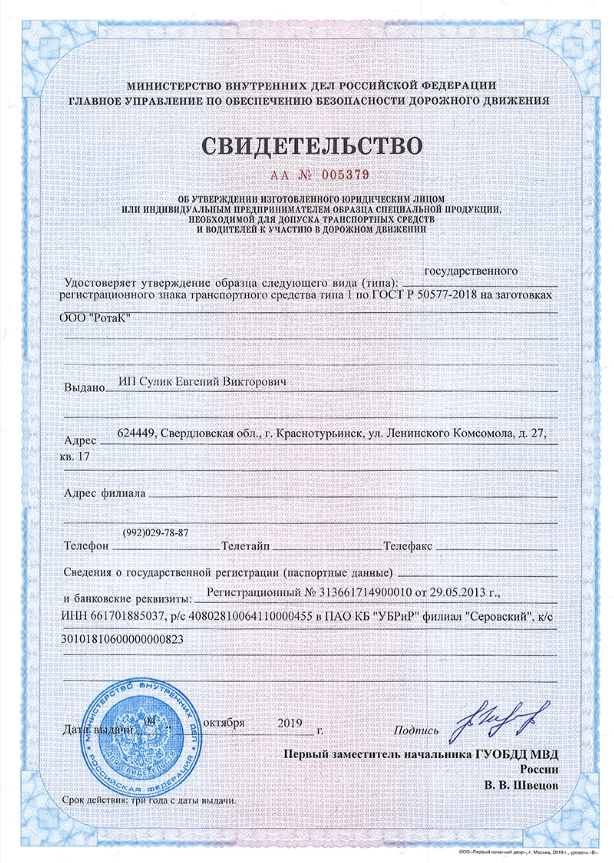 МИНИСТЕРСТВО ВНУТРЕННИХ ДЕЛ РОССИЙСКОЙ ФЕДЕРАЦИИ
ГЛАВНОЕ УПРАВЛЕНИЕ ПО ОБЕСПЕЧЕНИЮ БЕЗОПАСНОСТИ ДОРОЖНОГО ДВИЖЕНИЯ
СВИДЕТЕЛЬСТВО
АА № 005379
ОБ УТВЕРЖДЕНИИ ИЗГОТОВЛЕННОГО ЮРИДИЧЕСКИМ ЛИЦОМ
ИЛИ ИНДИВИДУАЛЬНЫМ ПРЕДПРИНИМАТЕЛЕМ ОБРАЗЦА СПЕЦИАЛЬНОЙ ПРОДУКЦИИ,
НЕОБХОДИМОЙ ДЛЯ ДОПУСКА ТРАНСПОРТНЫХ СРЕДСТВ
И ВОДИТЕЛЕЙ К УЧАСТИЮ В ДОРОЖНОМ ДВИЖЕНИИ
Удостоверяет утверждение образца следующего вида (типа): государственного
регистрационного знака транспортного средства типа 1 по ГОСТ Р 50577-2018 на заготовках
ООО "РотаК"
Выдано ИП Сулик Евгений Викторович
Адрес 624449, Свердловская обл., г. Краснотурьинск, ул. Ленинского Комсомола, д. 27,
кв. 17
Адрес филиала
Телефон (992)029-78-87 Телетайп Телефакс
Сведения о государственной регистрации (паспортные данные)
и банковские реквизиты: Регистрационный № 313661714900010 от 29.05.2013 г.,
ИНН 661701885037, р/с 40802810064110000455 в ПАО КБ "УБРиР" филиал "Серовский", к/с
30101810600000000823
Дата выдачи 04 октября 2019 г. Подпись
Первый заместитель начальника ГУОБДД МВД
России
В. В. Швецов
Срок действия: три года с даты выдачи.
МИНИСТЕРСТВО ВНУТРЕННИХ ДЕЛ РОССИЙСКАЯ ФЕДЕРАЦИЯ
ООО «Первый печатный двор», г. Москва, 2019 г., уровень «В».